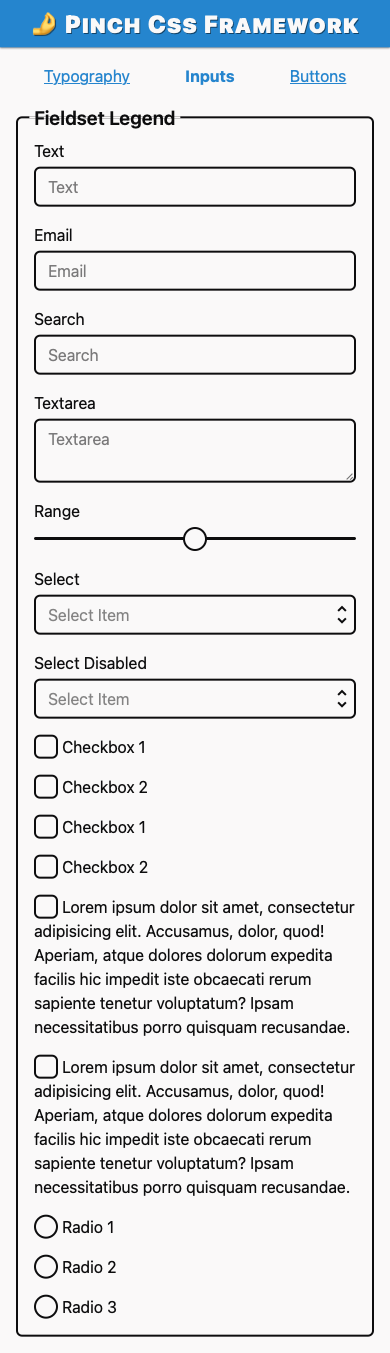 🤌 Pinch Css Framework
Typography Inputs Buttons
Fieldset Legend
Text
Text
Email
Email
Search
Search
Textarea
Textarea
Range
Select
Select Item
Select Disabled
Select Item
Checkbox 1
Checkbox 2
Checkbox 1
Checkbox 2
Lorem ipsum dolor sit amet, consectetur
adipisicing elit. Accusamus, dolor, quod!
Aperiam, atque dolores dolorum expedita
facilis hic impedit iste obcaecati rerum
sapiente tenetur voluptatum? Ipsam
necessitatibus porro quisquam recusandae.
Lorem ipsum dolor sit amet, consectetur
adipisicing elit. Accusamus, dolor, quod!
Aperiam, atque dolores dolorum expedita
facilis hic impedit iste obcaecati rerum
sapiente tenetur voluptatum? Ipsam
necessitatibus porro quisquam recusandae.
Radio 1
Radio 2
Radio 3